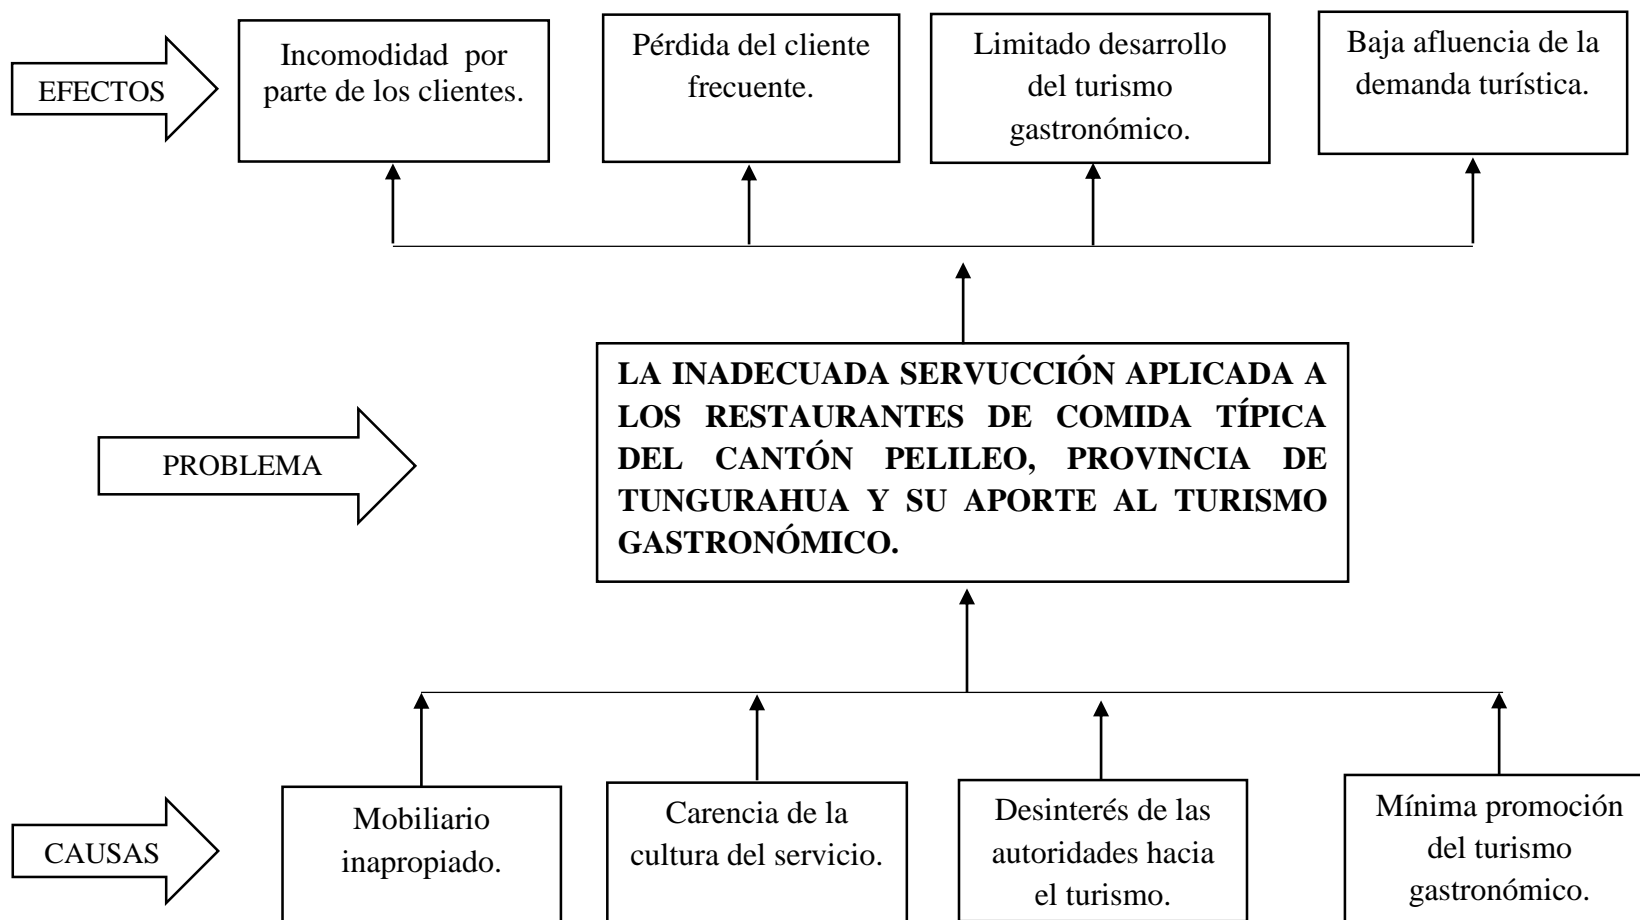 EFECTOS
Incomodidad por
parte de los clientes.
Pérdida del cliente
frecuente.
Limitado desarrollo
del turismo
gastronómico.
Baja afluencia de la
demanda turística.
PROBLEMA
LA INADECUADA SERVUCCIÓN APLICADA A
LOS RESTAURANTES DE COMIDA TÍPICA
DEL CANTÓN PELILEO, PROVINCIA DE
TUNGURAHUA Y SU APORTE AL TURISMO
GASTRONÓMICO.
CAUSAS
Mobiliario
inapropiado.
Carencia de la
cultura del servicio.
Desinterés de las
autoridades hacia
el turismo.
Mínima promoción
del turismo
gastronómico.